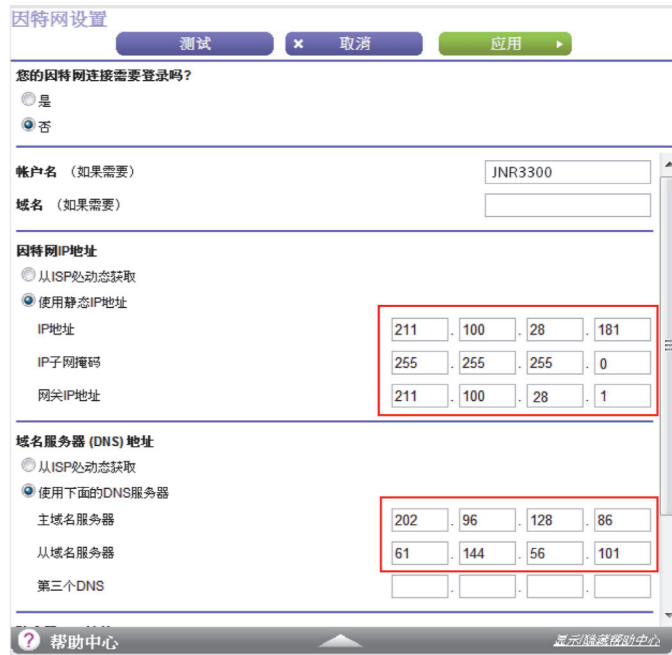 因特网设置
测试 × 取消 应用
您的因特网连接需要登录吗?
是
否
帐户名 (如果需要) JNR3300
域名 (如果需要)
因特网IP地址
从ISP处动态获取
使用静态IP地址
IP地址 211 . 100 . 28 . 181
IP子网掩码 255 . 255 . 255 . 0
网关IP地址 211 . 100 . 28 . 1
域名服务器 (DNS) 地址
从ISP处动态获取
使用下面的DNS服务器
主域名服务器 202 . 96 . 128 . 86
从域名服务器 61 . 144 . 56 . 101
第三个DNS . . .
? 帮助中心 显示/隐藏帮助中心